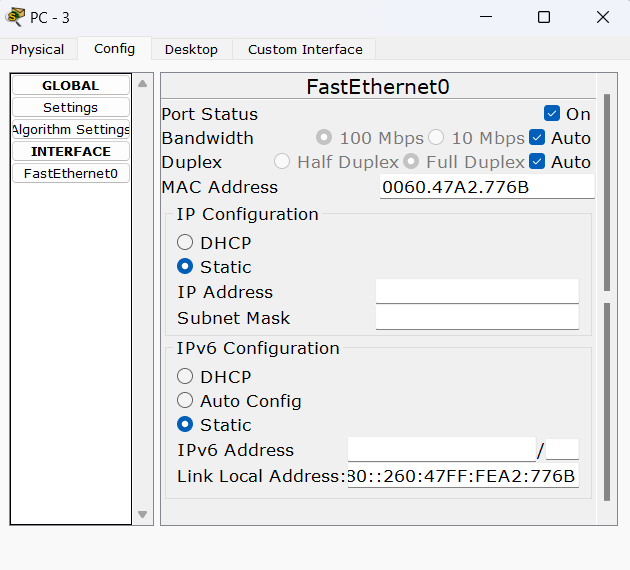 PC - 3
Physical Config Desktop Custom Interface
GLOBAL
Settings
Algorithm Settings
INTERFACE
FastEthernet0
FastEthernet0
Port Status On
Bandwidth 100 Mbps 10 Mbps Auto
Duplex Half Duplex Full Duplex Auto
MAC Address 0060.47A2.776B
IP Configuration
DHCP
Static
IP Address
Subnet Mask
IPv6 Configuration
DHCP
Auto Config
Static
IPv6 Address /
Link Local Address: 80::260:47FF:FEA2:776B